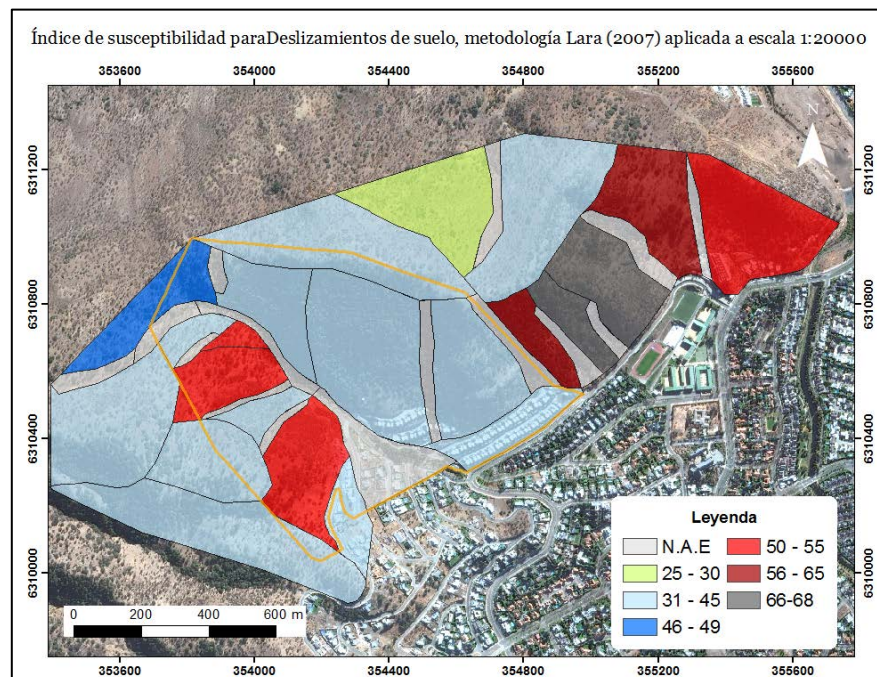 Índice de susceptibilidad paraDeslizamientos de suelo, metodología Lara (2007) aplicada a escala 1:20000
353600 354000 354400 354800 355200 355600
N
6311200 6311200
6310800 6310800
6310400 6310400
6310000 6310000
Leyenda
N.A.E 50 - 55
25 - 30 56 - 65
31 - 45 66-68
46 - 49
0 200 400 600 m
353600 354000 354400 354800 355200 355600